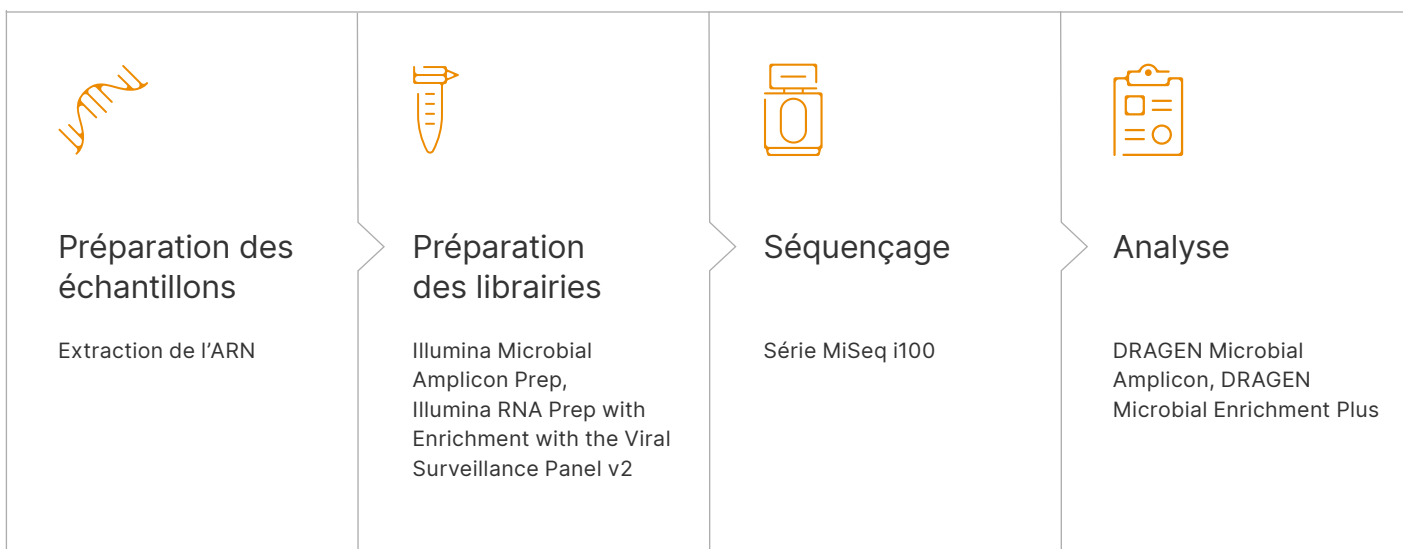 Préparation des
échantillons
Extraction de l’ARN
Préparation
des librairies
Illumina Microbial
Amplicon Prep,
Illumina RNA Prep with
Enrichment with the Viral
Surveillance Panel v2
Séquençage
Série MiSeq i100
Analyse
DRAGEN Microbial
Amplicon, DRAGEN
Microbial Enrichment Plus